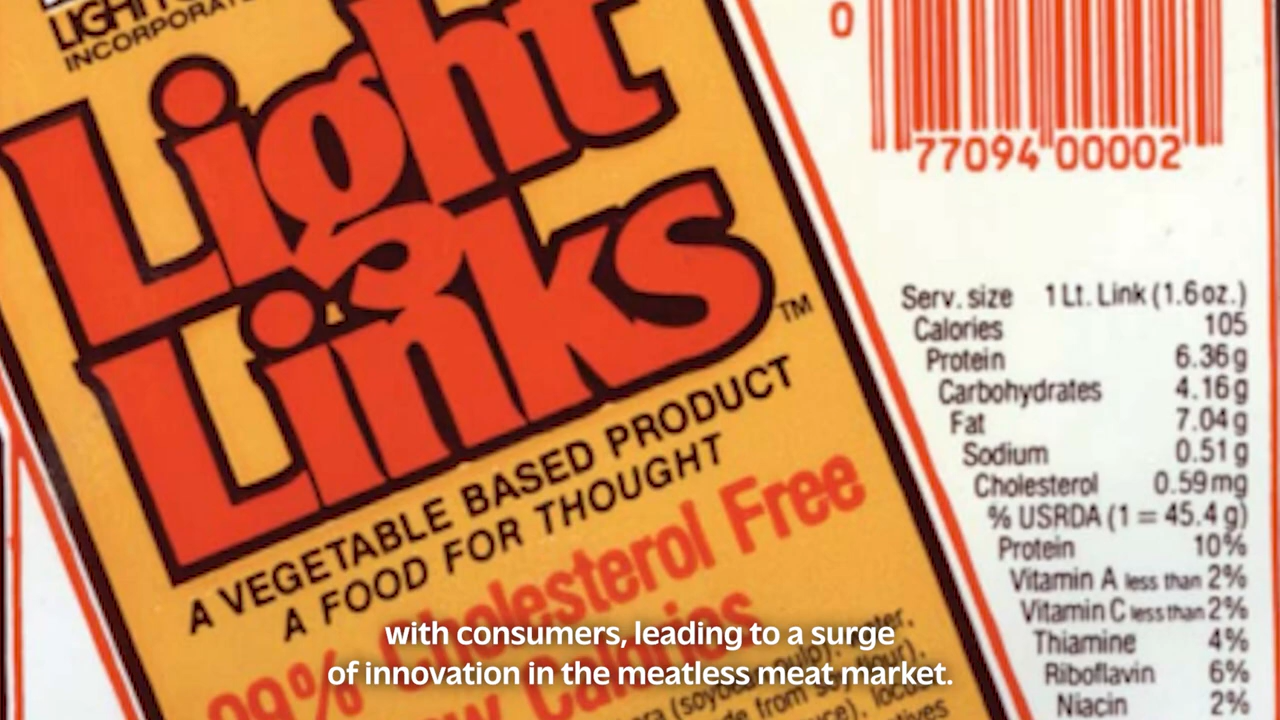 INCORPORATE
Light
Links
TM
A VEGETABLE BASED PRODUCT
A FOOD FOR THOUGHT
99% Cholesterol Free
Calories
0
77094 00002
Serv. size 1 Lt. Link (1.6 oz.)
Calories 105
Protein 6.36 g
Carbohydrates 4.16 g
Fat 7.04 g
Sodium 0.51 g
Cholesterol 0.59 mg
% USRDA (1 = 45.4 g)
Protein 10%
Vitamin A less than 2%
Vitamin C less than 2%
Thiamine 4%
Riboflavin 6%
Niacin 2%
with consumers, leading to a surge
of innovation in the meatless meat market.